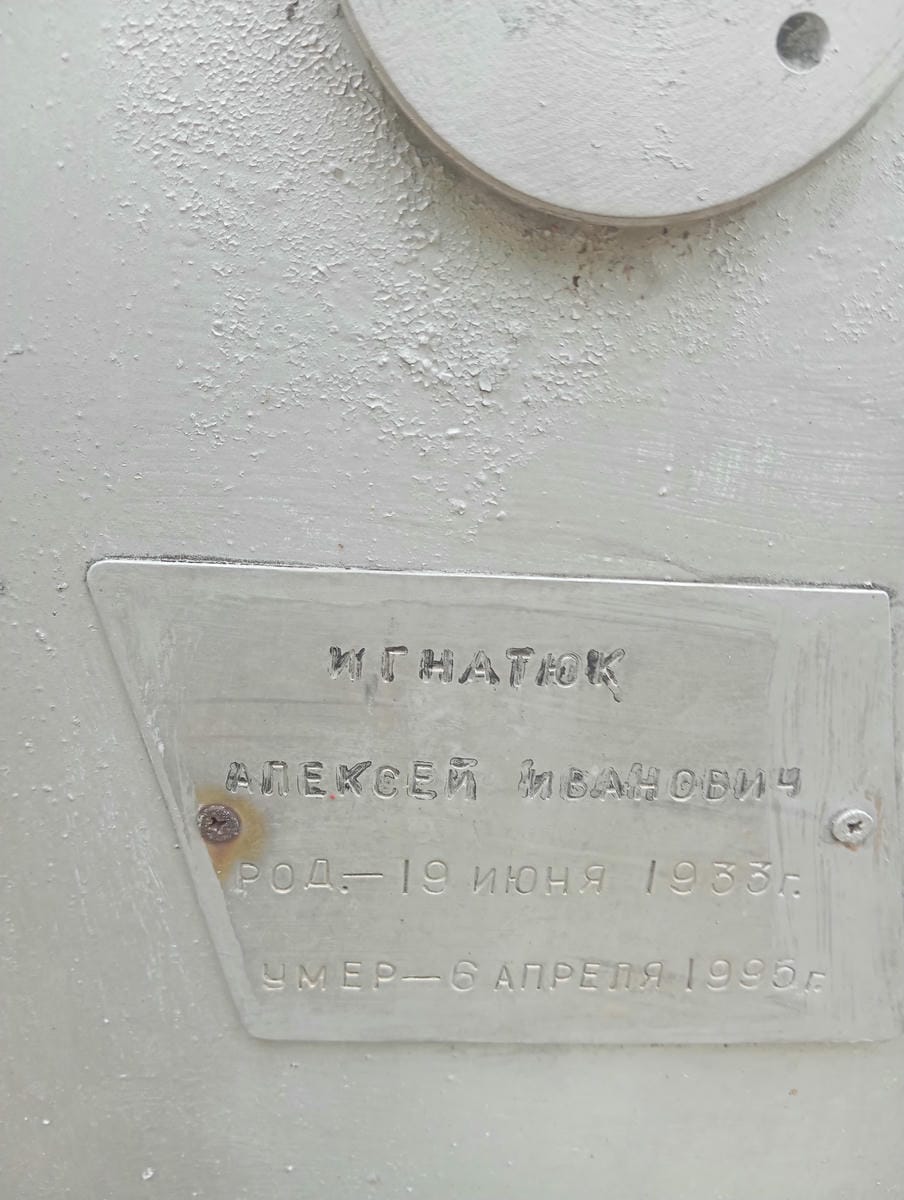 ИГНАТЮК
АЛЕКСЕЙ ИВАНОВИЧ
РОД.—19 ИЮНЯ 1933г.
УМЕР—6 АПРЕЛЯ 1995г.